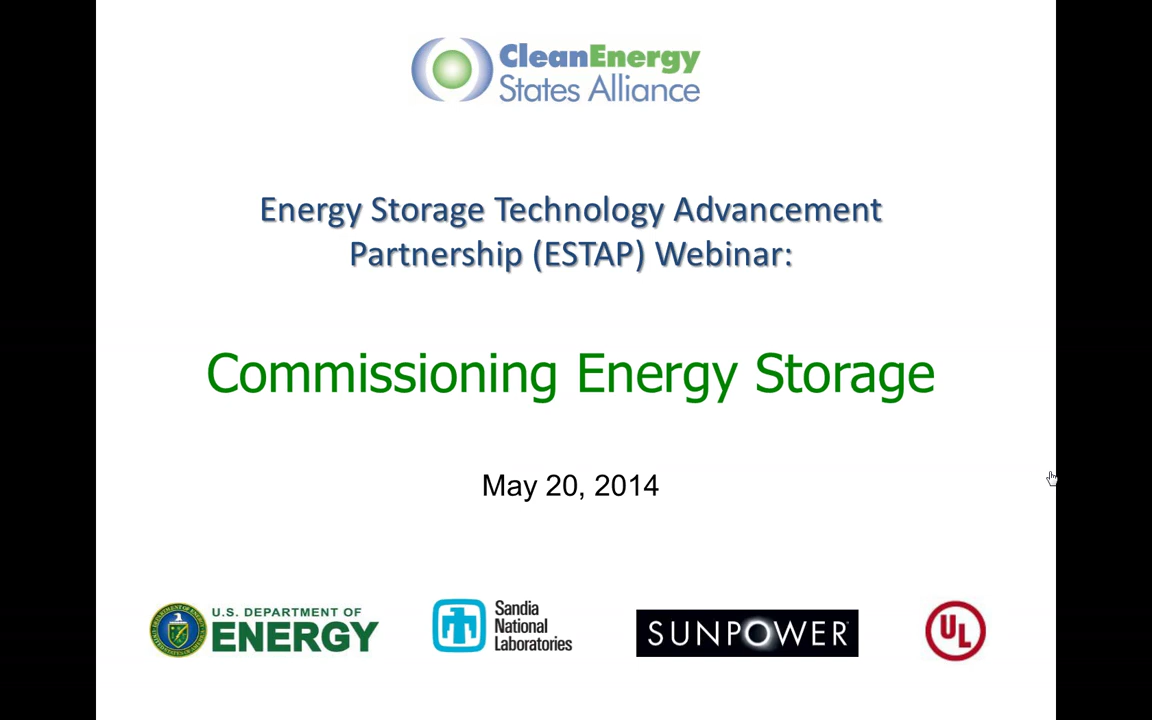 CleanEnergy
States Alliance
Energy Storage Technology Advancement
Partnership (ESTAP) Webinar:
Commissioning Energy Storage
May 20, 2014
U.S. DEPARTMENT OF
ENERGY
Sandia
National
Laboratories
SUNPOWER
UL